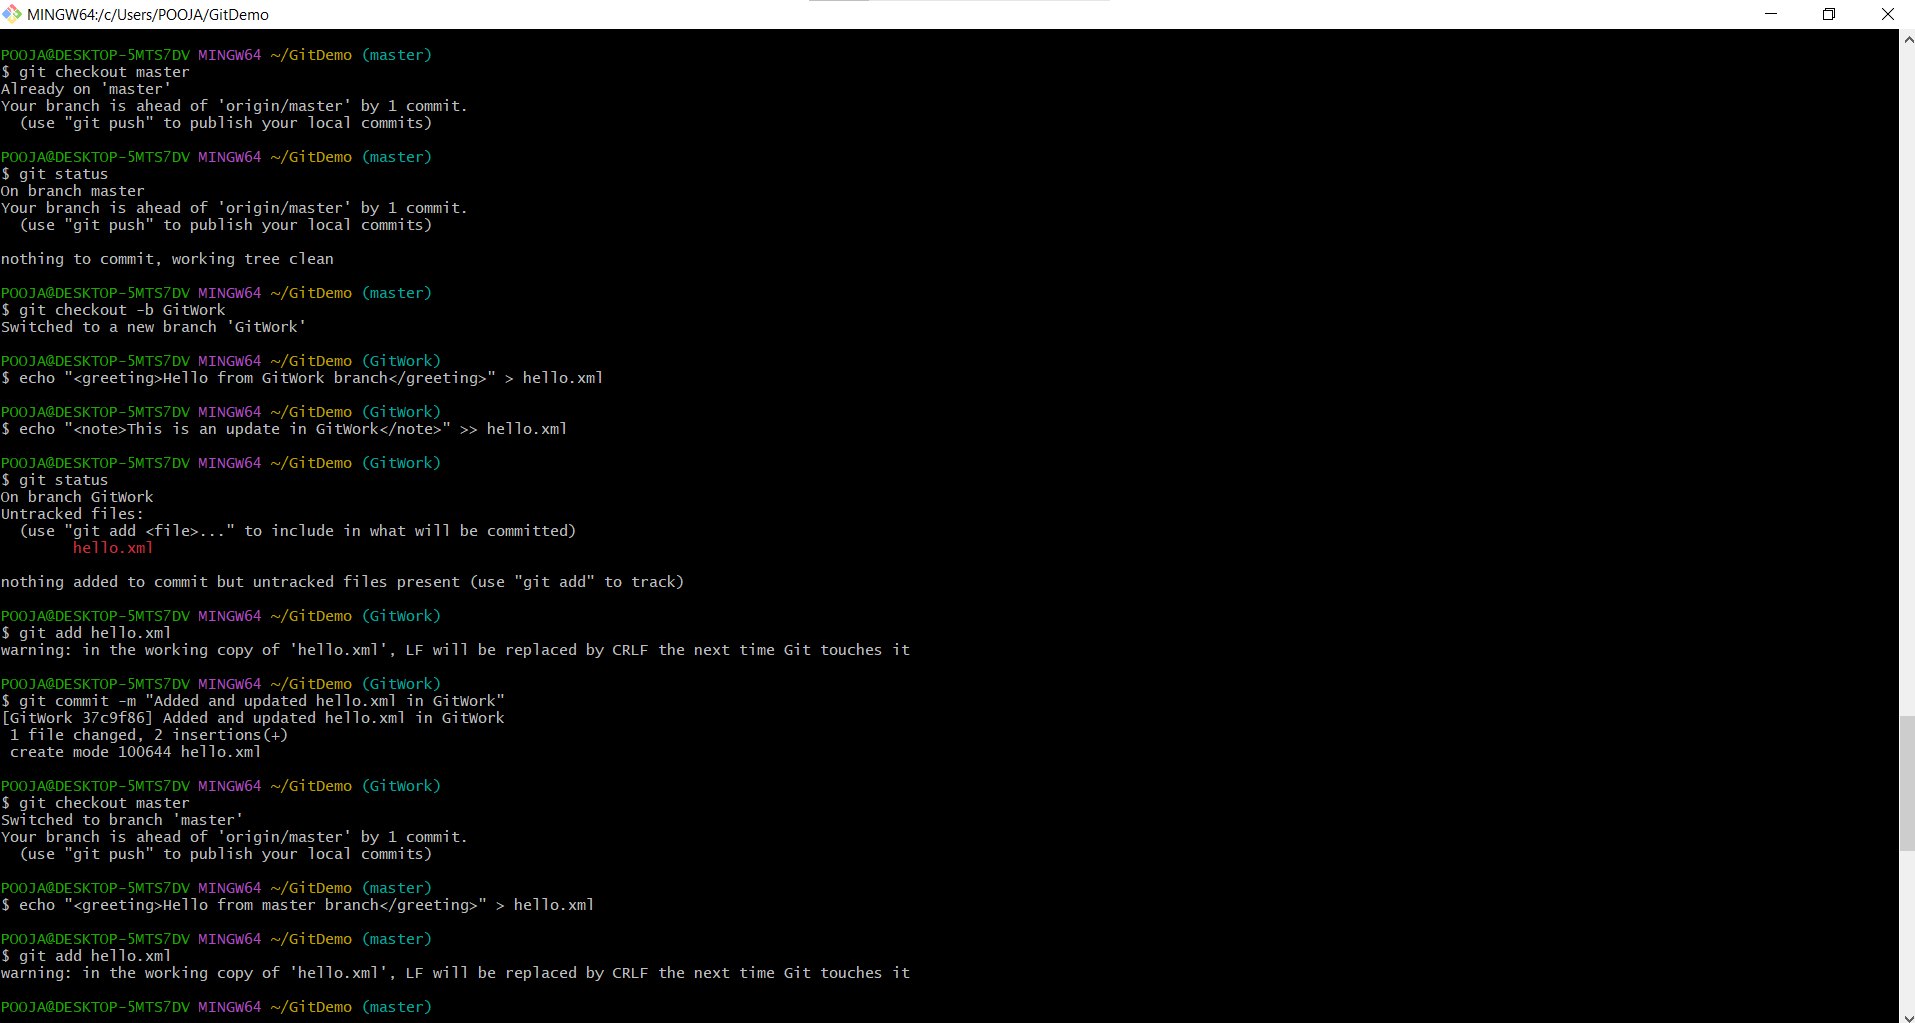 MINGW64:/c/Users/POOJA/GitDemo
POOJA@DESKTOP-5MTS7DV MINGW64 ~/GitDemo (master)
$ git checkout master
Already on 'master'
Your branch is ahead of 'origin/master' by 1 commit.
  (use "git push" to publish your local commits)
POOJA@DESKTOP-5MTS7DV MINGW64 ~/GitDemo (master)
$ git status
On branch master
Your branch is ahead of 'origin/master' by 1 commit.
  (use "git push" to publish your local commits)
nothing to commit, working tree clean
POOJA@DESKTOP-5MTS7DV MINGW64 ~/GitDemo (master)
$ git checkout -b GitWork
Switched to a new branch 'GitWork'
POOJA@DESKTOP-5MTS7DV MINGW64 ~/GitDemo (GitWork)
$ echo "<greeting>Hello from GitWork branch</greeting>" > hello.xml
POOJA@DESKTOP-5MTS7DV MINGW64 ~/GitDemo (GitWork)
$ echo "<note>This is an update in GitWork</note>" >> hello.xml
POOJA@DESKTOP-5MTS7DV MINGW64 ~/GitDemo (GitWork)
$ git status
On branch GitWork
Untracked files:
  (use "git add <file>..." to include in what will be committed)
        hello.xml
nothing added to commit but untracked files present (use "git add" to track)
POOJA@DESKTOP-5MTS7DV MINGW64 ~/GitDemo (GitWork)
$ git add hello.xml
warning: in the working copy of 'hello.xml', LF will be replaced by CRLF the next time Git touches it
POOJA@DESKTOP-5MTS7DV MINGW64 ~/GitDemo (GitWork)
$ git commit -m "Added and updated hello.xml in GitWork"
[GitWork 37c9f86] Added and updated hello.xml in GitWork
 1 file changed, 2 insertions(+)
 create mode 100644 hello.xml
POOJA@DESKTOP-5MTS7DV MINGW64 ~/GitDemo (GitWork)
$ git checkout master
Switched to branch 'master'
Your branch is ahead of 'origin/master' by 1 commit.
  (use "git push" to publish your local commits)
POOJA@DESKTOP-5MTS7DV MINGW64 ~/GitDemo (master)
$ echo "<greeting>Hello from master branch</greeting>" > hello.xml
POOJA@DESKTOP-5MTS7DV MINGW64 ~/GitDemo (master)
$ git add hello.xml
warning: in the working copy of 'hello.xml', LF will be replaced by CRLF the next time Git touches it
POOJA@DESKTOP-5MTS7DV MINGW64 ~/GitDemo (master)